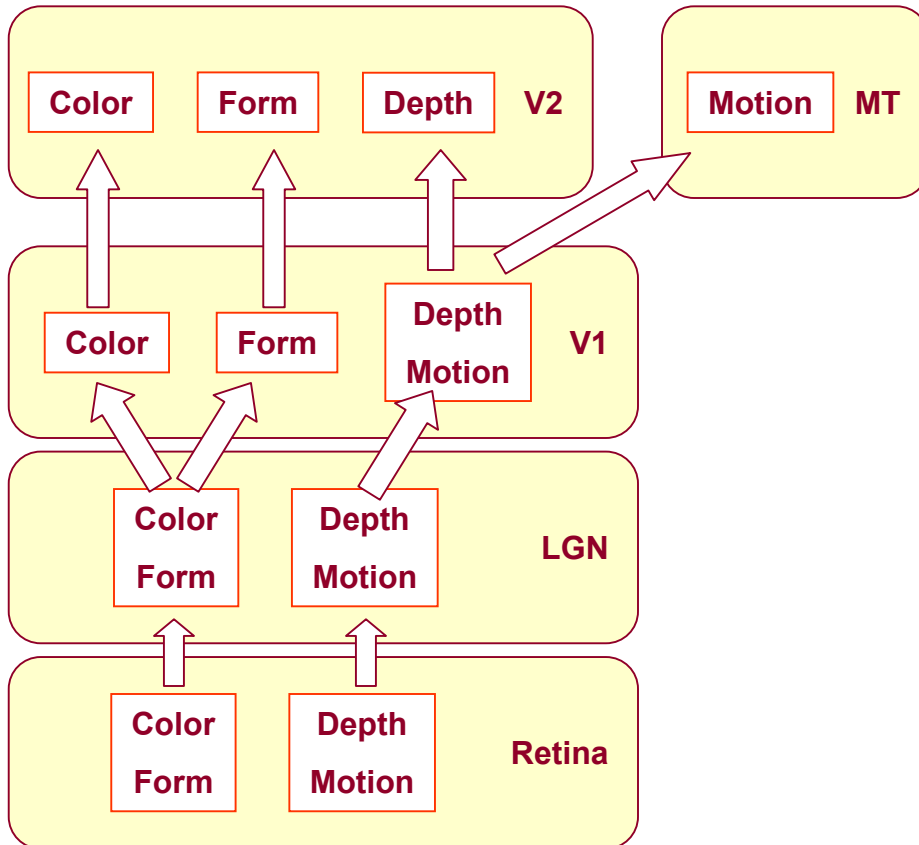 Color Form Depth V2 Motion MT
Color Form Depth
Motion V1
Color
Form Depth
Motion LGN
Color
Form Depth
Motion Retina